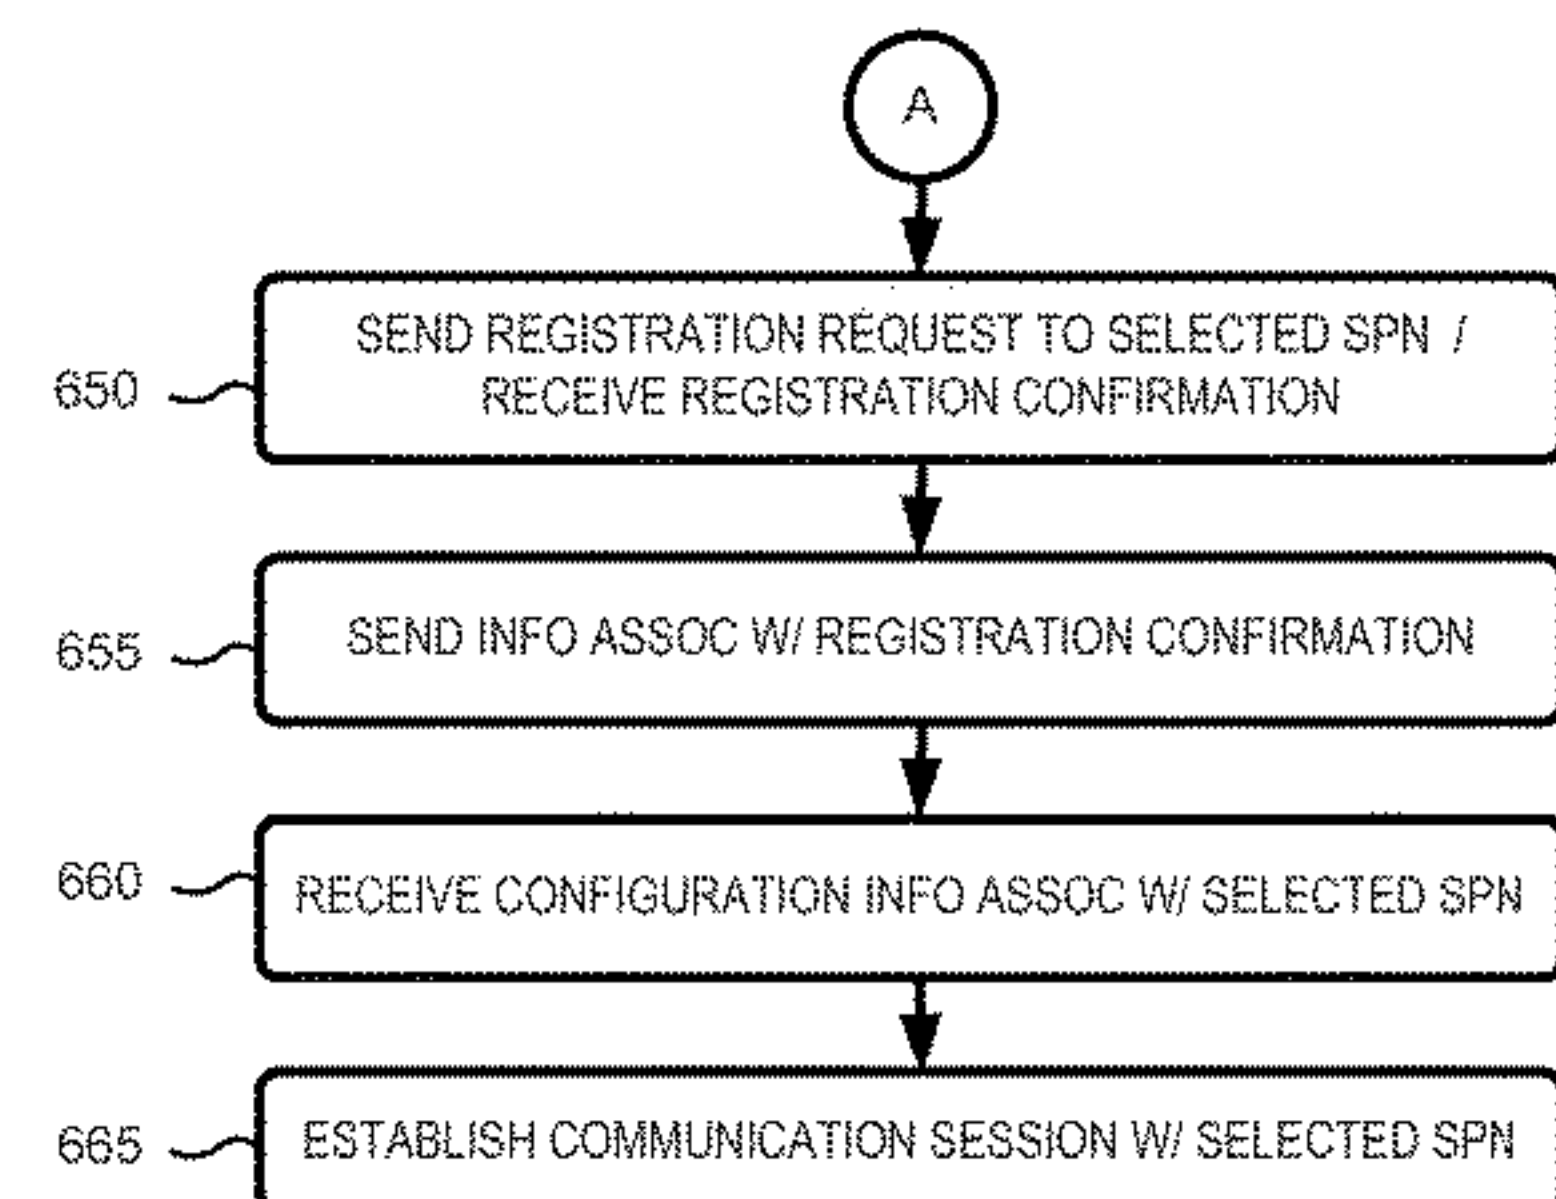 A
SEND REGISTRATION REQUEST TO SELECTED SPN /
RECEIVE REGISTRATION CONFIRMATION
650
SEND INFO ASSOC W/ REGISTRATION CONFIRMATION
655
RECEIVE CONFIGURATION INFO ASSOC W/ SELECTED SPN
660
ESTABLISH COMMUNICATION SESSION W/ SELECTED SPN
665